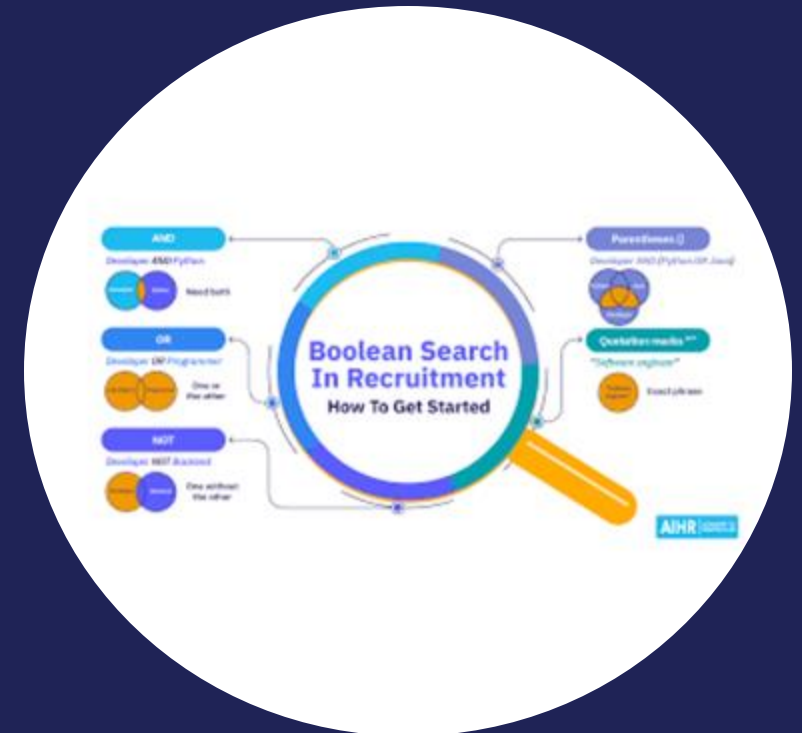 Boolean Search
In Recruitment
How To Get Started
AND
Developer AND Python
Need both
OR
Developer OR Programmer
One or
the other
NOT
Developer NOT Backend
One without
the other
Parentheses ()
Developer AND (Python OR Java)
Quotation marks " "
"Software engineer"
Exact phrase
AIHR